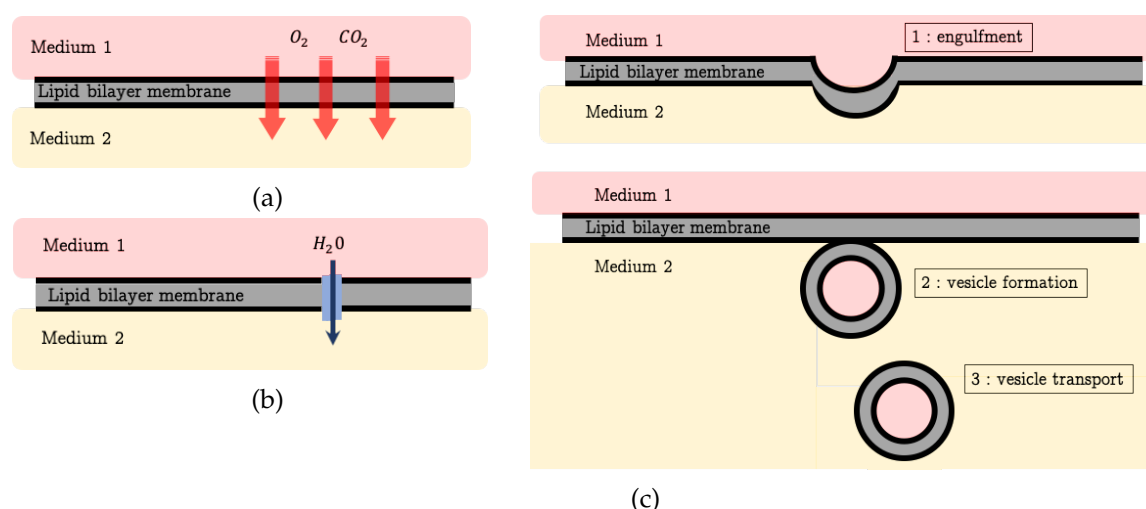 Medium 1
O₂ CO₂
Lipid bilayer membrane
Medium 2
(a)
Medium 1
H₂0
Lipid bilayer membrane
Medium 2
(b)
Medium 1
1 : engulfment
Lipid bilayer membrane
Medium 2
Medium 1
Lipid bilayer membrane
Medium 2
2 : vesicle formation
3 : vesicle transport
(c)